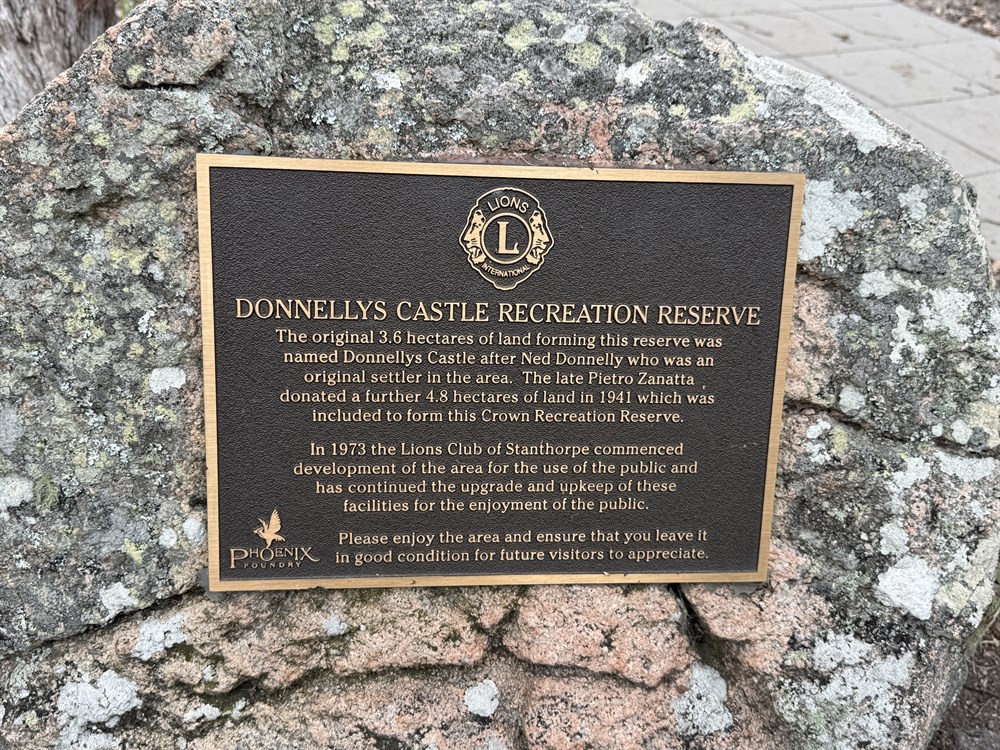 LIONS
L
INTERNATIONAL
DONNELLYS CASTLE RECREATION RESERVE
The original 3.6 hectares of land forming this reserve was
named Donnellys Castle after Ned Donnelly who was an
original settler in the area. The late Pietro Zanatta
donated a further 4.8 hectares of land in 1941 which was
included to form this Crown Recreation Reserve.
In 1973 the Lions Club of Stanthorpe commenced
development of the area for the use of the public and
has continued the upgrade and upkeep of these
facilities for the enjoyment of the public.
Please enjoy the area and ensure that you leave it
in good condition for future visitors to appreciate.
PHOENIX
FOUNDRY